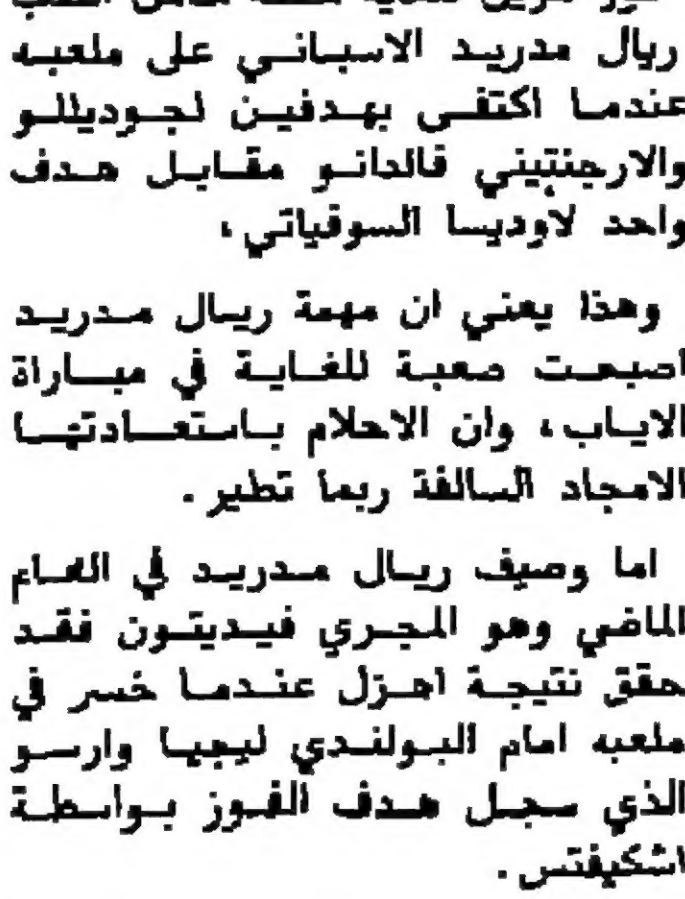 ريال مدريد الاسباني على ملعبه
عندما اكتفى بهدفين لجوديللو
والارجنتيني فالدانو مقابل هدف
واحد لاوديسا السوفياتي ،
وهذا يعني ان مهمة ريال مدريد
اصبحت صعبة للغاية في مباراة
الاياب ، وان الاحلام باستعادتها
الامجاد السالفة ربما تطير .
اما وصيف ريال مدريد في العام
الماضي وهو المجري فيديتون فقد
حقق نتيجة اهزل عندما خسر في
ملعبه امام البولندي ليجيا وارسو
الذي سجل هدف الفوز بواسطة
اشكيفتس .